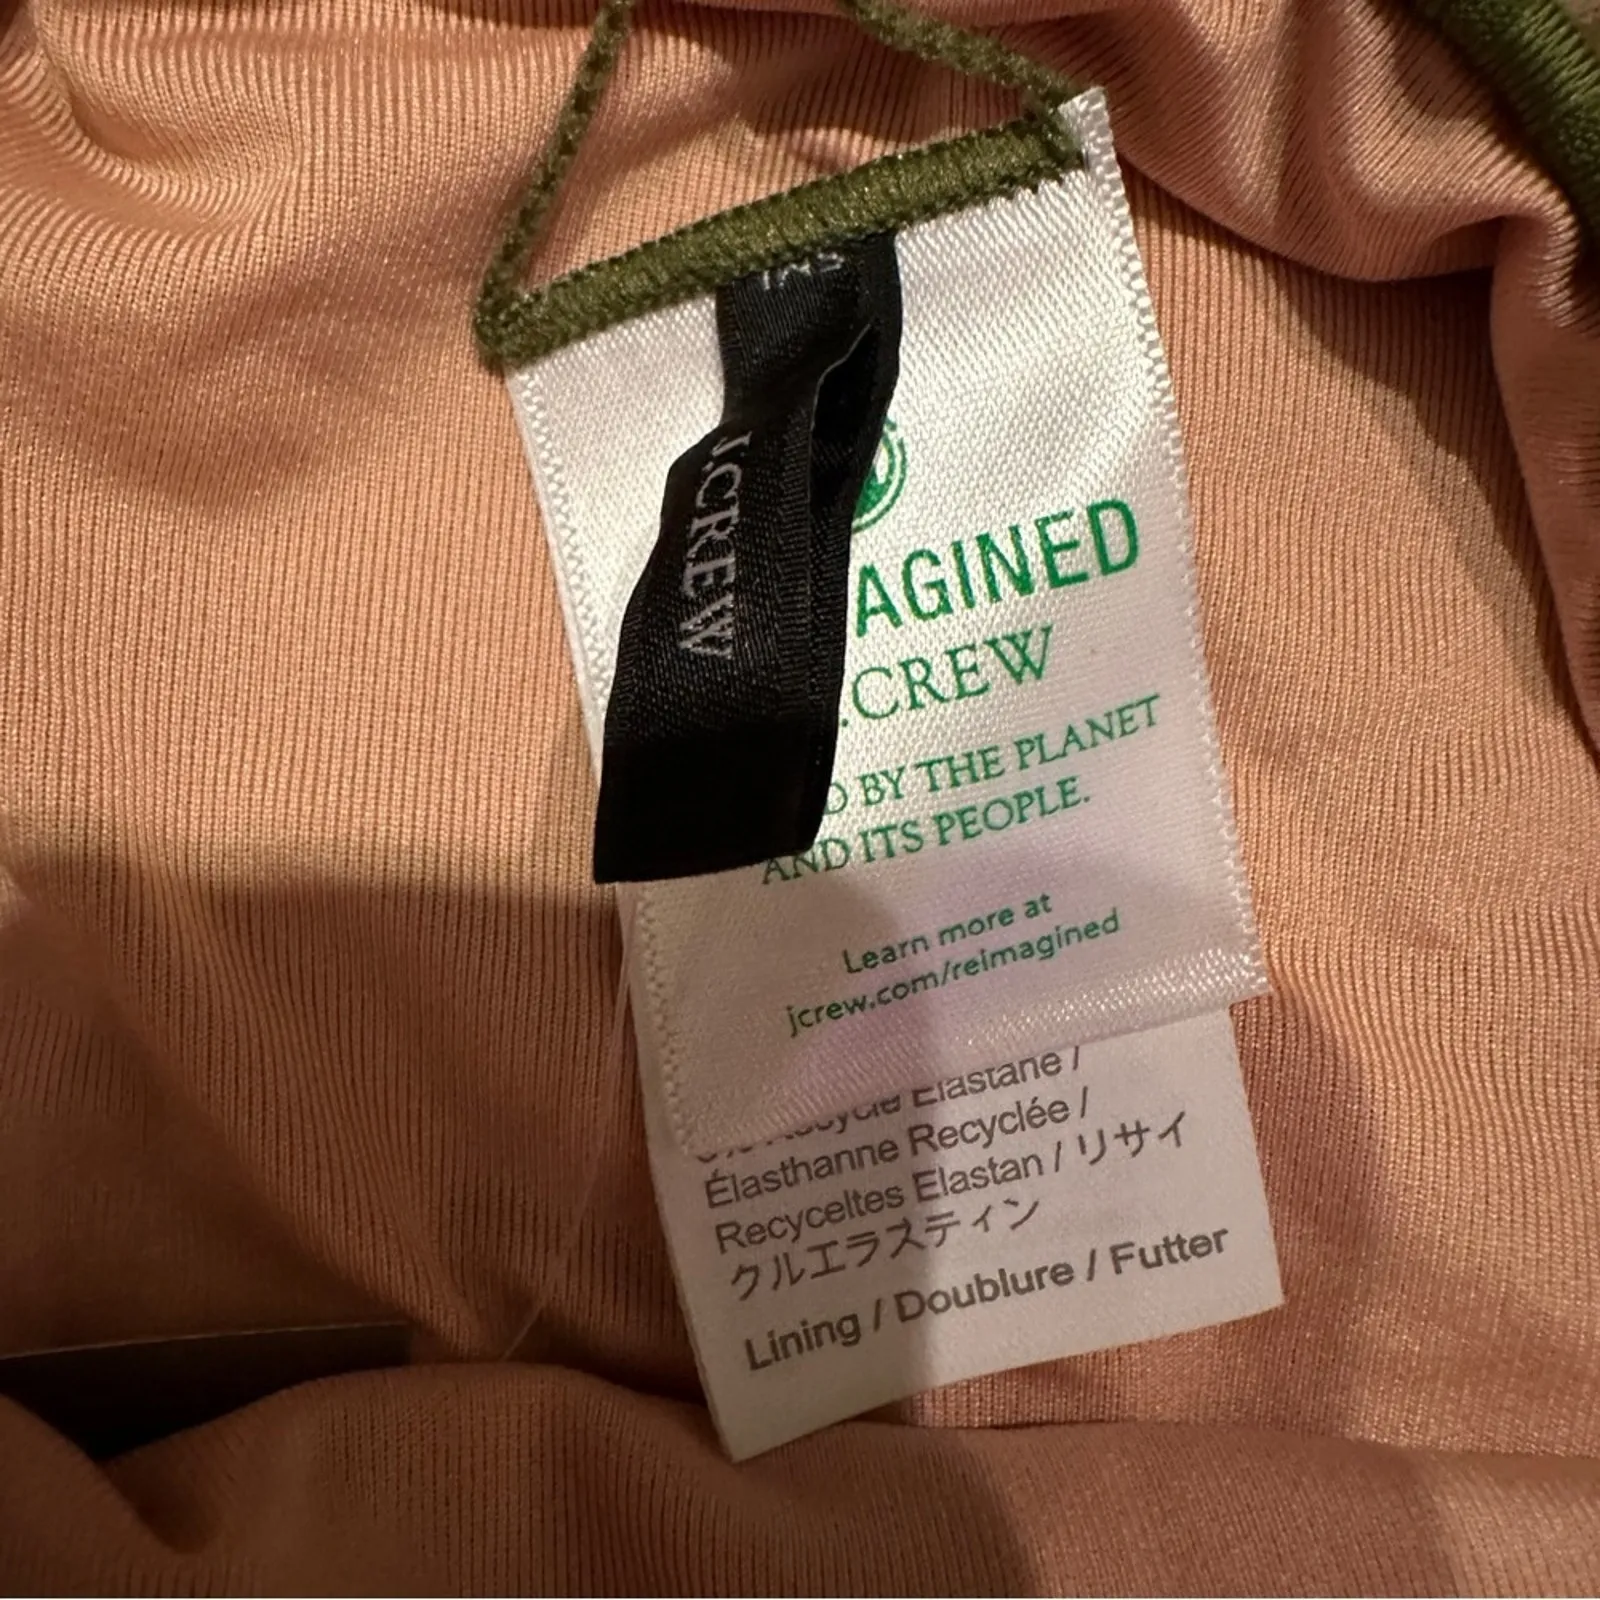 J.CREW
AGINED
.CREW
BY THE PLANET
AND ITS PEOPLE.
Learn more at
jcrew.com/reimagined
Elastane /
Élasthanne Recyclée /
Recyceltes Elastan / リサイ
クルエラスティン
Lining / Doublure / Futter